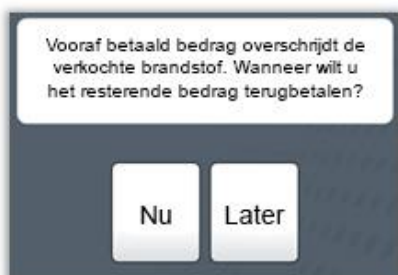 Vooraf betaald bedrag overschrijdt de
verkochte brandstof. Wanneer wilt u
het resterende bedrag terugbetalen?
Nu
Later